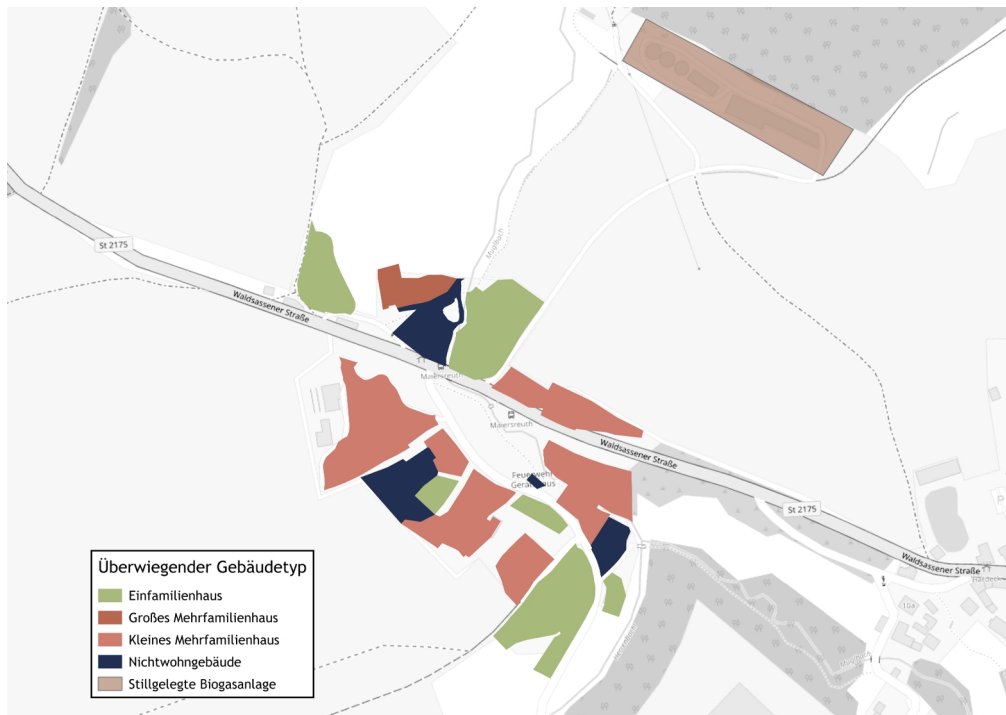 St 2175
Muglbach
Waldsassener Straße
Maiersreuth
Maiersreuth
Waldsassener Straße
Feuerwehr
Gerätehaus
St 2175
Waldsassener Straße
10a
Überwiegender Gebäudetyp
Einfamilienhaus
Großes Mehrfamilienhaus
Kleines Mehrfamilienhaus
Nichtwohngebäude
Stillgelegte Biogasanlage